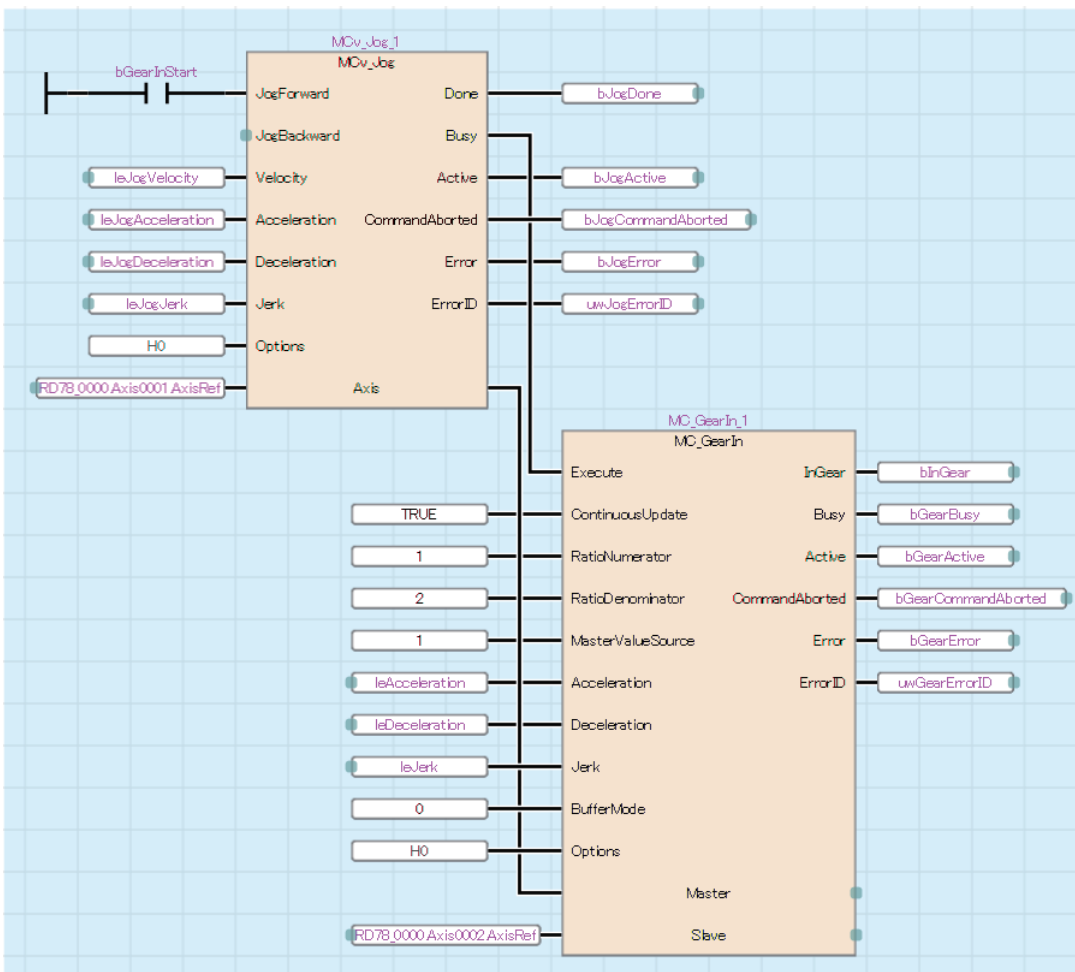 MCv_Jog_1
MCv_Jog
bGearInStart
JogForward Done bJogDone
JogBackward Busy
leJogVelocity Velocity Active bJogActive
leJogAcceleration Acceleration CommandAborted bJogCommandAborted
leJogDeceleration Deceleration Error bJogError
leJogJerk Jerk ErrorID uwJogErrorID
H0 Options
RD78_0000.Axis0001.AxisRef Axis
MC_GearIn_1
MC_GearIn
Execute InGear bInGear
TRUE ContinuousUpdate Busy bGearBusy
1 RatioNumerator Active bGearActive
2 RatioDenominator CommandAborted bGearCommandAborted
1 MasterValueSource Error bGearError
leAcceleration Acceleration ErrorID uwGearErrorID
leDeceleration Deceleration
leJerk Jerk
0 BufferMode
H0 Options
Master
RD78_0000.Axis0002.AxisRef Slave